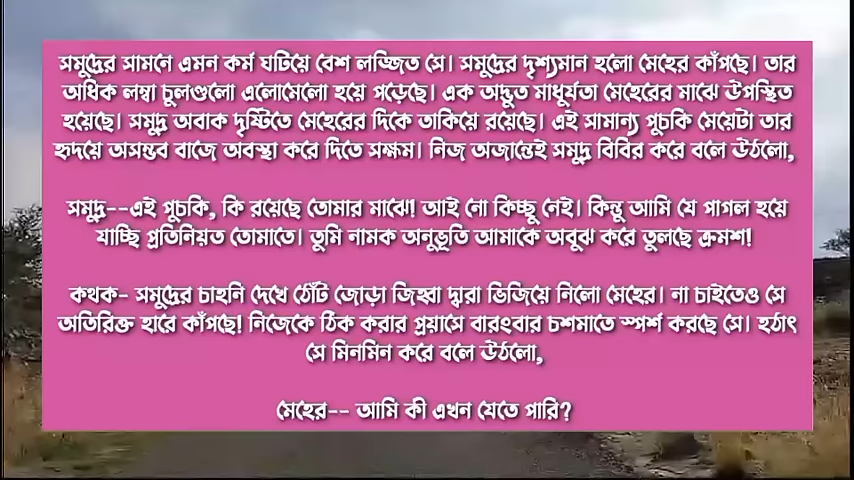 সমুদ্রের সামনে এমন কর্ম ঘটিয়ে বেশ লজ্জিত সে। সমুদ্রের দৃশ্যমান হলো মেহের কাঁপছে। তার
অধিক লম্বা চুলগুলো এলোমেলো হয়ে পড়েছে। এক অদ্ভুত মাধুর্যতা মেহেরের মাঝে উপস্থিত
হয়েছে। সমুদ্র অবাক দৃষ্টিতে মেহেরের দিকে তাকিয়ে রয়েছে। এই সামান্য পুচকি মেয়েটা তার
হৃদয়ে অসম্ভব বাজে অবস্থা করে দিতে সক্ষম। নিজ অজান্তেই সমুদ্র বিবির করে বলে উঠলো,
সমুদ্র--এই পুচকি, কি রয়েছে তোমার মাঝে! আই নো কিচ্ছু নেই। কিন্তু আমি যে পাগল হয়ে
যাচ্ছি প্রতিনিয়ত তোমাতে। তুমি নামক অনুভূতি আমাকে অবুঝ করে তুলছে ক্রমশ!
কথক- সমুদ্রের চাহনি দেখে ঠোঁট জোড়া জিহ্বা দ্বারা ভিজিয়ে নিলো মেহের। না চাইতেও সে
অতিরিক্ত হারে কাঁপছে! নিজেকে ঠিক করার প্রয়াসে বারংবার চশমাতে স্পর্শ করছে সে। হঠাৎ
সে মিনমিন করে বলে উঠলো,
মেহের-- আমি কী এখন যেতে পারি?